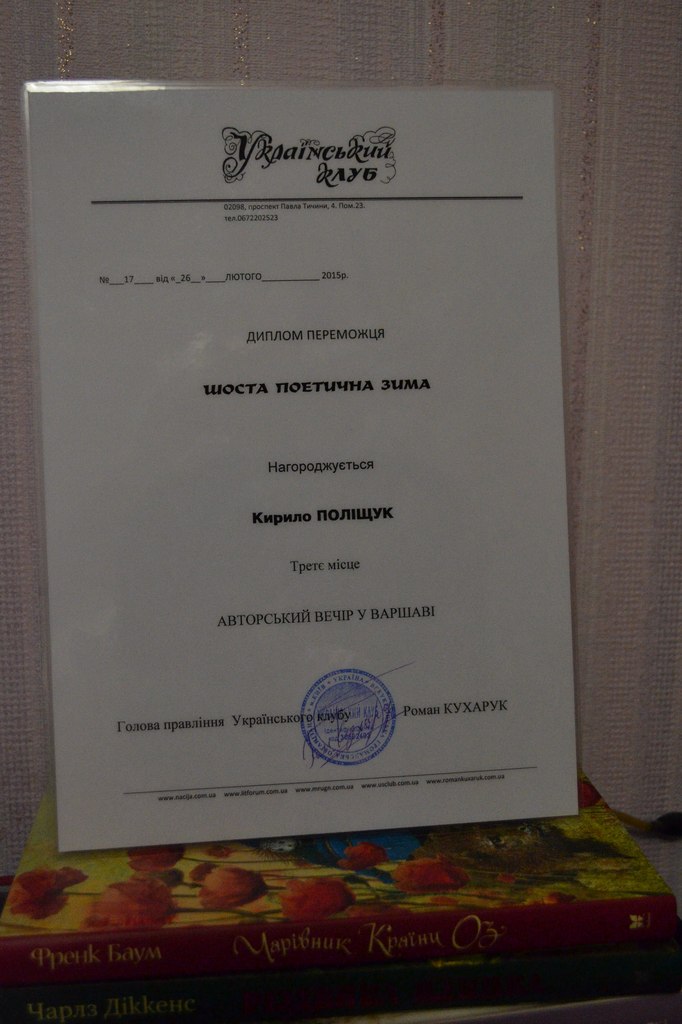 Український
клуб
02098, проспект Павла Тичини, 4. Пом.23.
тел.0672202523
№___17____ від «_26__»____ЛЮТОГО____________ 2015р.
ДИПЛОМ ПЕРЕМОЖЦЯ
ШОСТА ПОЕТИЧНА ЗИМА
Нагороджується
Кирило ПОЛІЩУК
Третє місце
АВТОРСЬКИЙ ВЕЧІР У ВАРШАВІ
Голова правління Українського клубу Роман КУХАРУК
www.nacija.com.ua www.litforum.com.ua www.mrugn.com.ua www.usclub.com.ua www.romankuxaruk.com.ua
Френк Баум Чарівник Країни Оз
Чарлз Діккенс